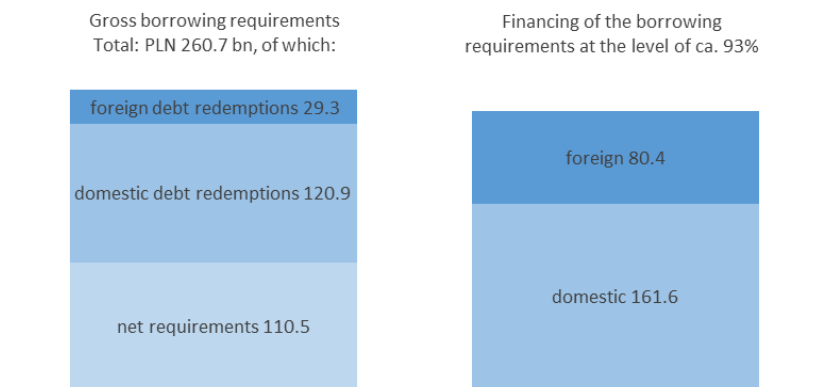 Gross borrowing requirements
Total: PLN 260.7 bn, of which:
foreign debt redemptions 29.3
domestic debt redemptions 120.9
net requirements 110.5
Financing of the borrowing
requirements at the level of ca. 93%
foreign 80.4
domestic 161.6